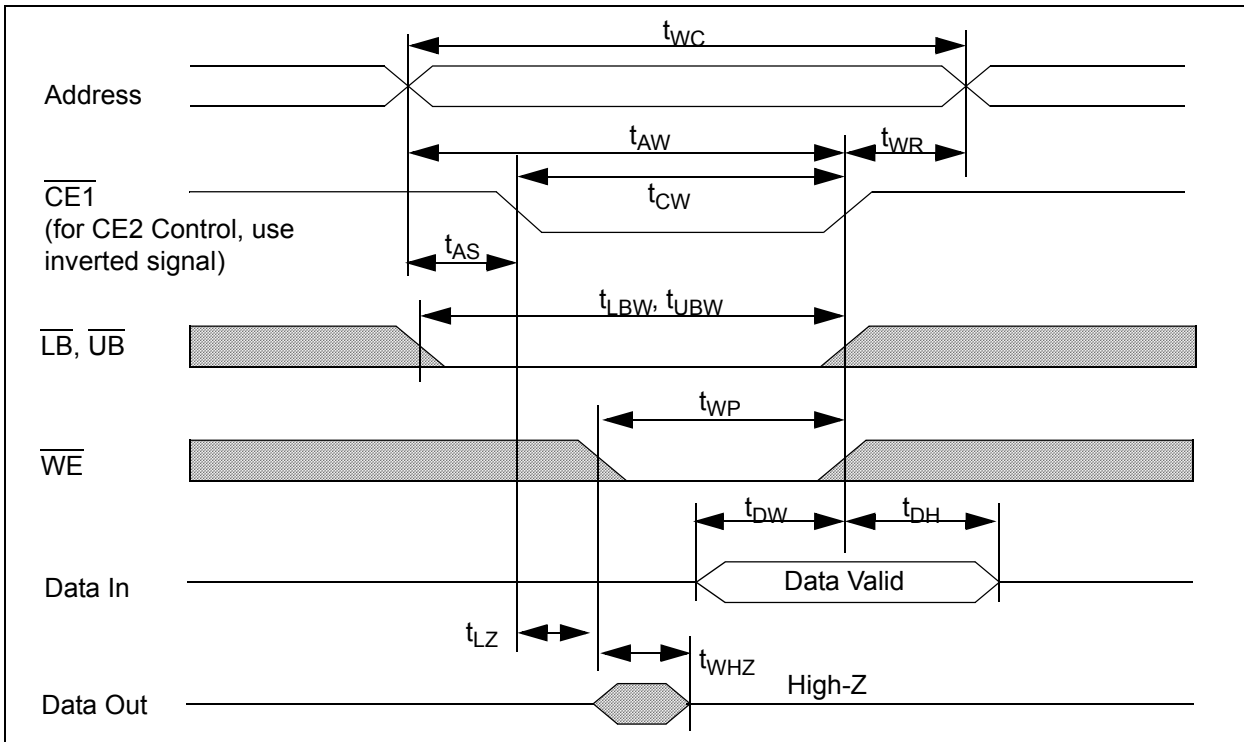 tWC
Address
tAW
tWR
CE1
(for CE2 Control, use
inverted signal)
tCW
tAS
tLBW, tUBW
LB, UB
tWP
WE
tDW
tDH
Data In
Data Valid
tLZ
tWHZ
Data Out
High-Z